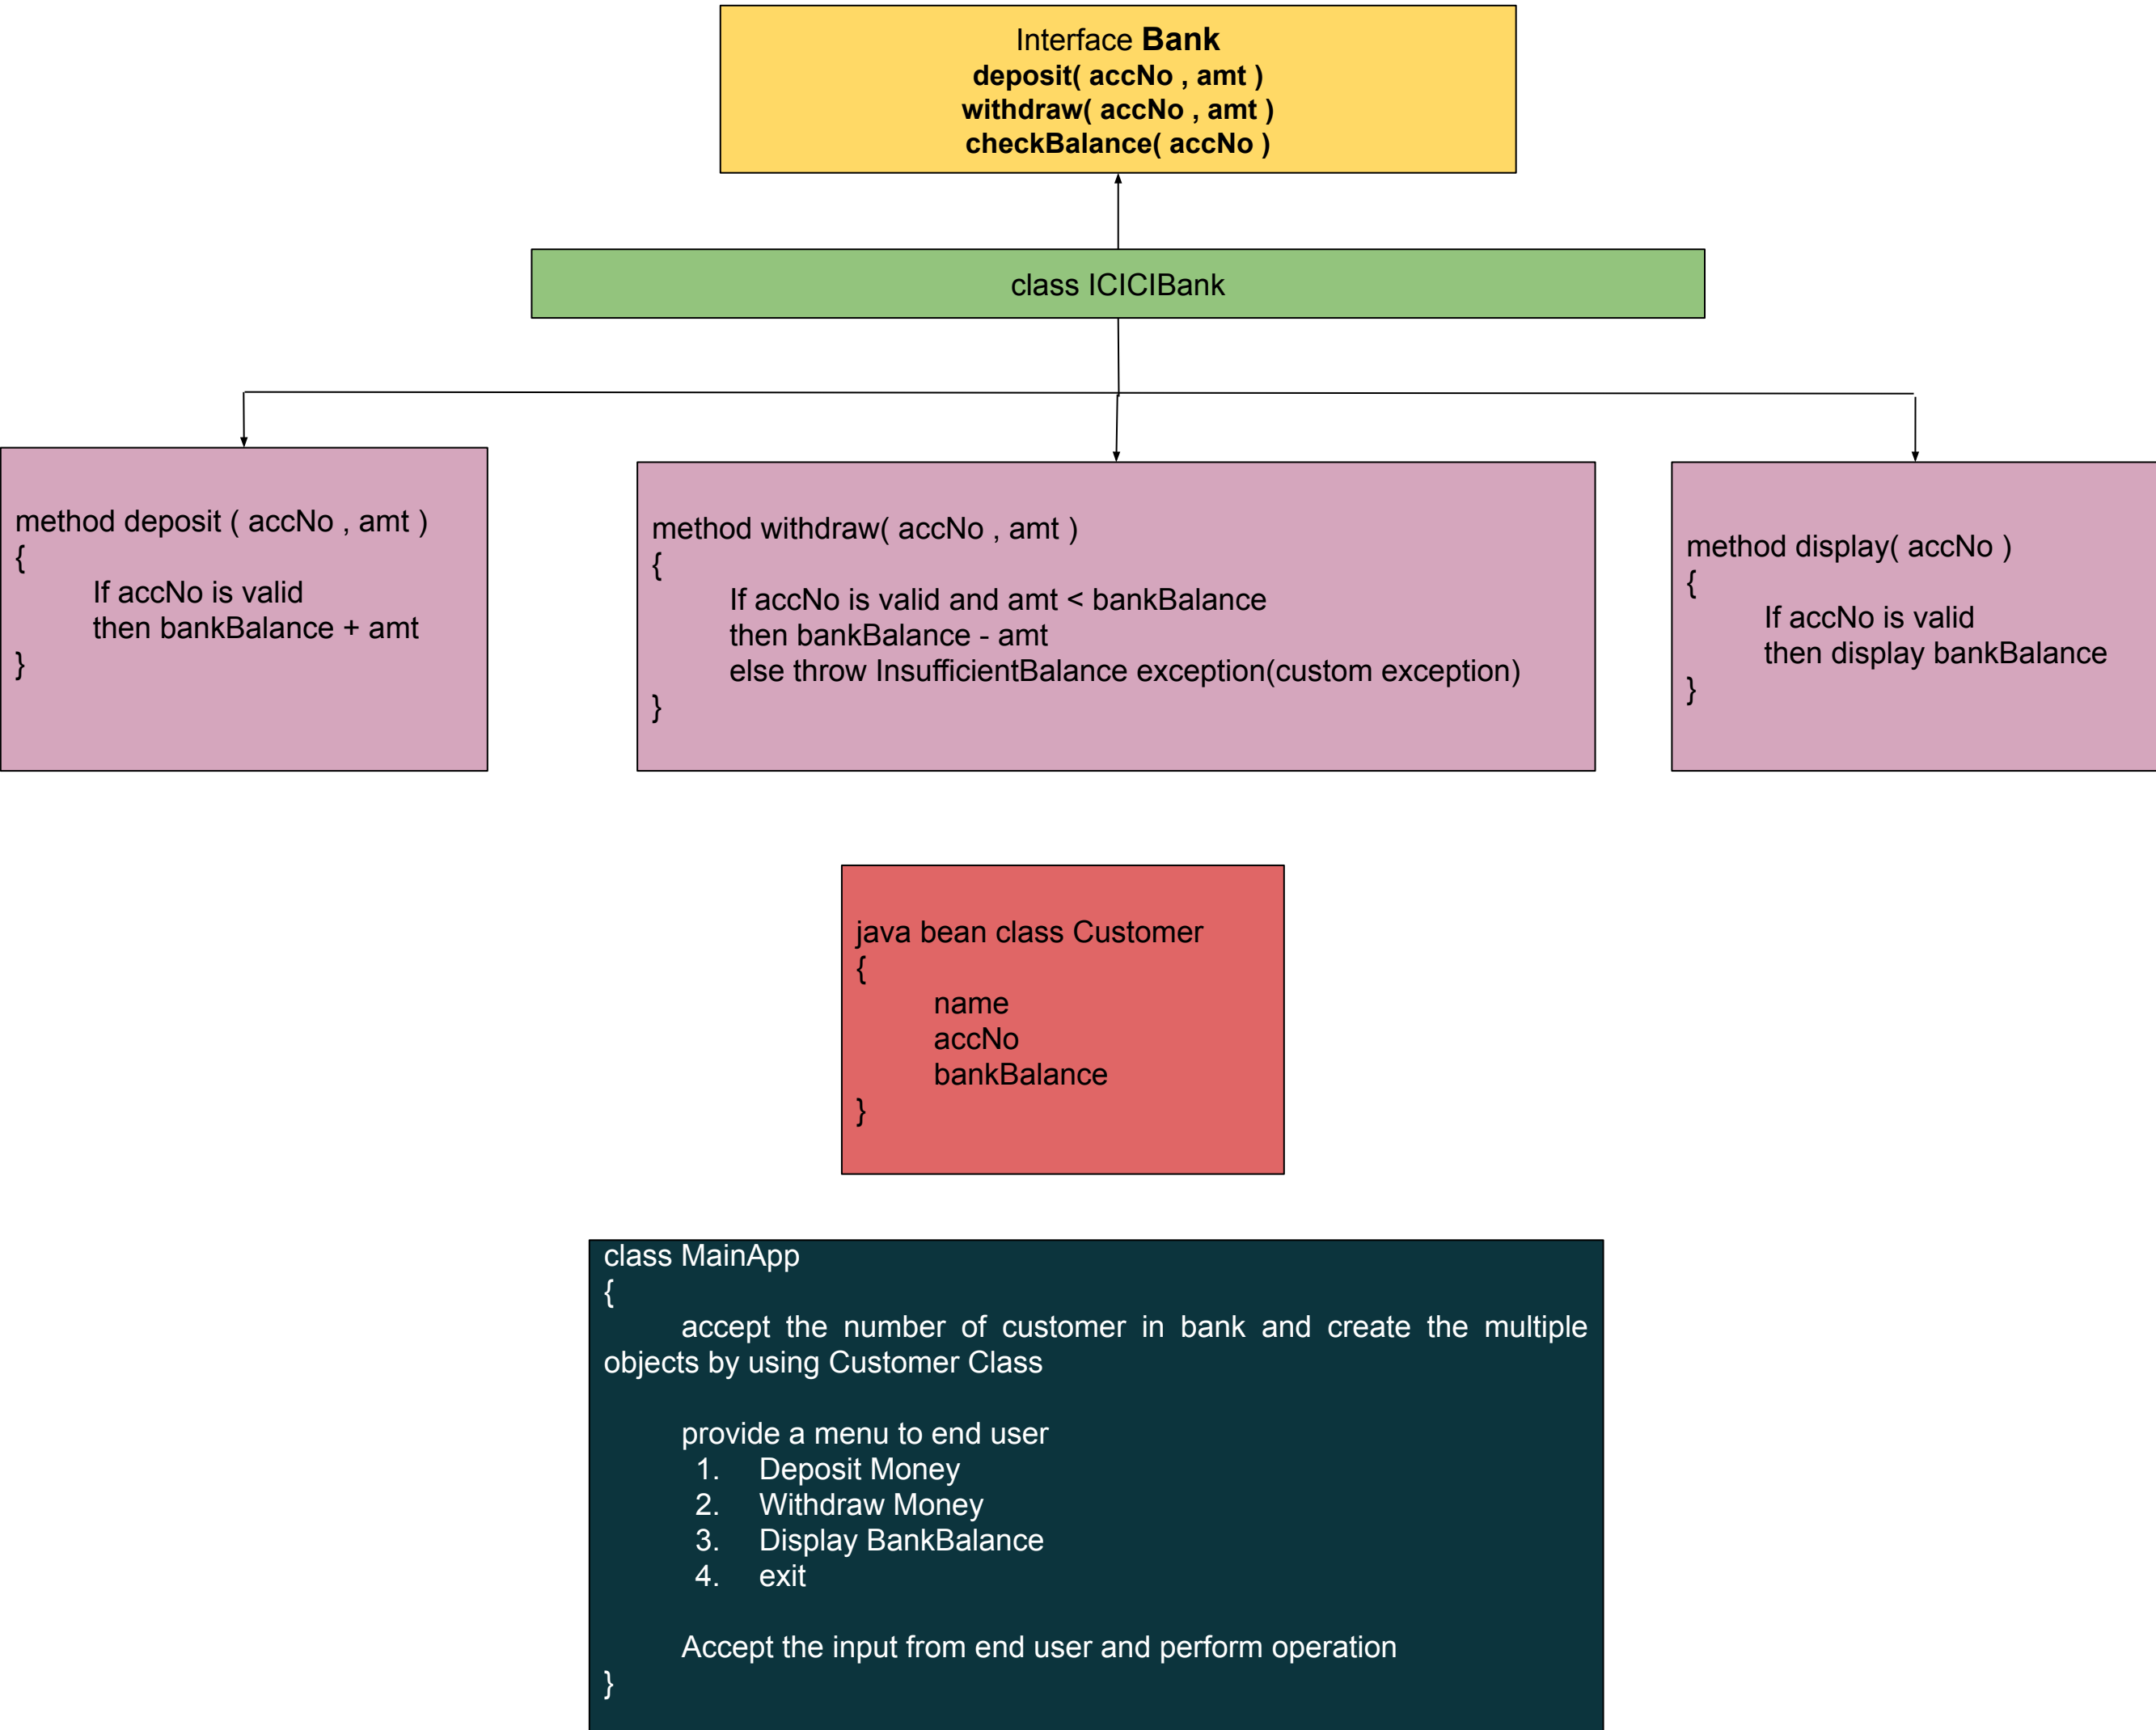 Interface Bank
deposit( accNo , amt )
withdraw( accNo , amt )
checkBalance( accNo )
class ICICIBank
method deposit ( accNo , amt )
{
If accNo is valid
then bankBalance + amt
}
method withdraw( accNo , amt )
{
If accNo is valid and amt < bankBalance
then bankBalance - amt
else throw InsufficientBalance exception(custom exception)
}
method display( accNo )
{
If accNo is valid
then display bankBalance
}
java bean class Customer
{
name
accNo
bankBalance
}
class MainApp
{
accept the number of customer in bank and create the multiple
objects by using Customer Class
provide a menu to end user
1. Deposit Money
2. Withdraw Money
3. Display BankBalance
4. exit
Accept the input from end user and perform operation
}